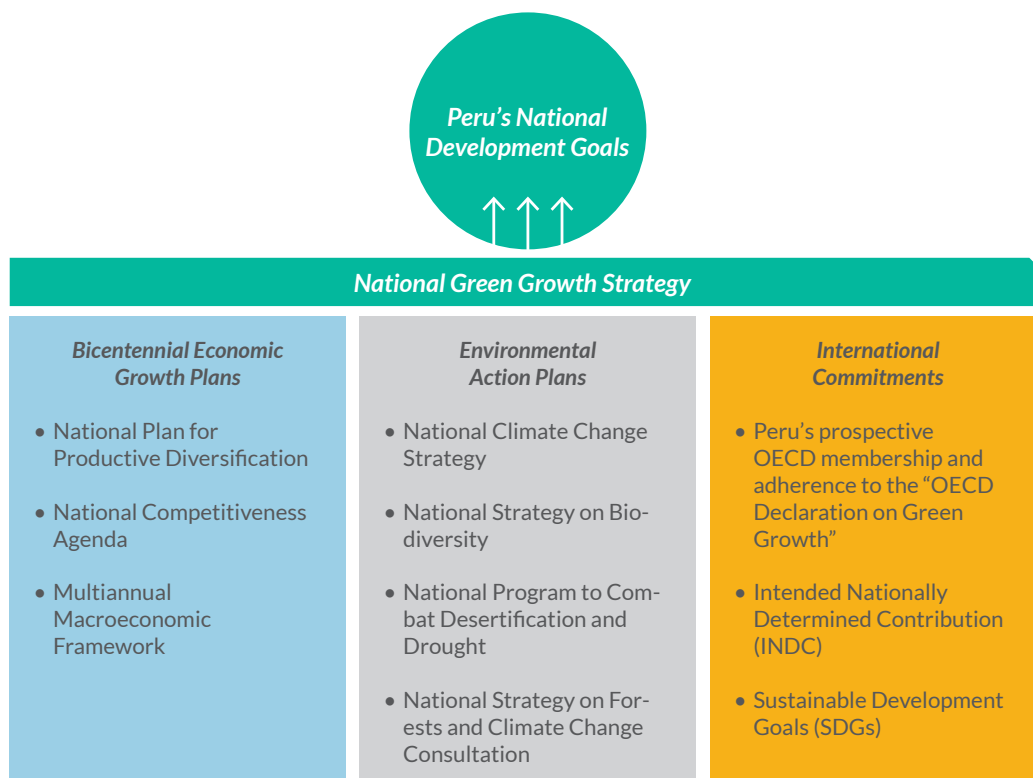 Peru’s National
Development Goals
National Green Growth Strategy
Bicentennial Economic
Growth Plans
• National Plan for
Productive Diversification
• National Competitiveness
Agenda
• Multiannual
Macroeconomic
Framework
Environmental
Action Plans
• National Climate Change
Strategy
• National Strategy on Bio-
diversity
• National Program to Com-
bat Desertification and
Drought
• National Strategy on For-
ests and Climate Change
Consultation
International
Commitments
• Peru’s prospective
OECD membership and
adherence to the “OECD
Declaration on Green
Growth”
• Intended Nationally
Determined Contribution
(INDC)
• Sustainable Development
Goals (SDGs)